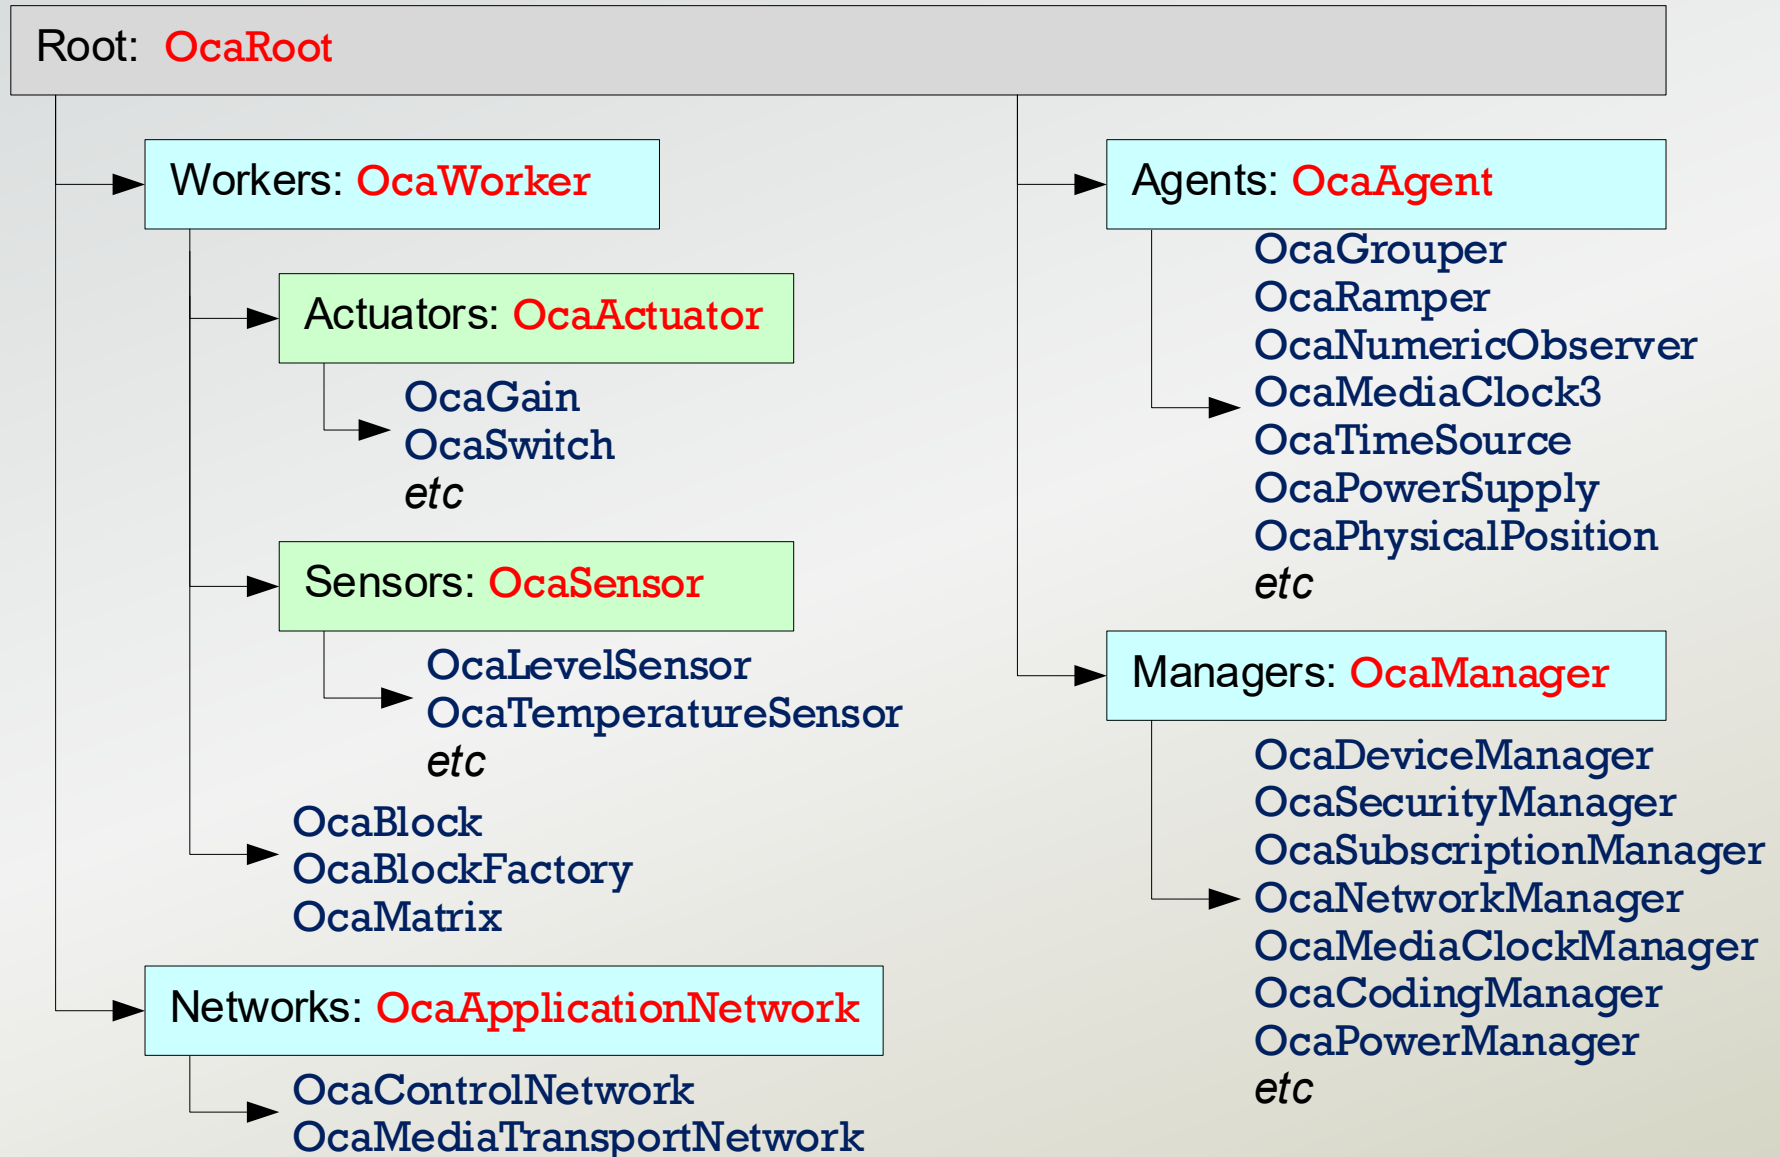 Root: OcaRoot
Workers: OcaWorker
Actuators: OcaActuator
OcaGain
OcaSwitch
etc
Sensors: OcaSensor
OcaLevelSensor
OcaTemperatureSensor
etc
OcaBlock
OcaBlockFactory
OcaMatrix
Networks: OcaApplicationNetwork
OcaControlNetwork
OcaMediaTransportNetwork
Agents: OcaAgent
OcaGrouper
OcaRamper
OcaNumericObserver
OcaMediaClock3
OcaTimeSource
OcaPowerSupply
OcaPhysicalPosition
etc
Managers: OcaManager
OcaDeviceManager
OcaSecurityManager
OcaSubscriptionManager
OcaNetworkManager
OcaMediaClockManager
OcaCodingManager
OcaPowerManager
etc